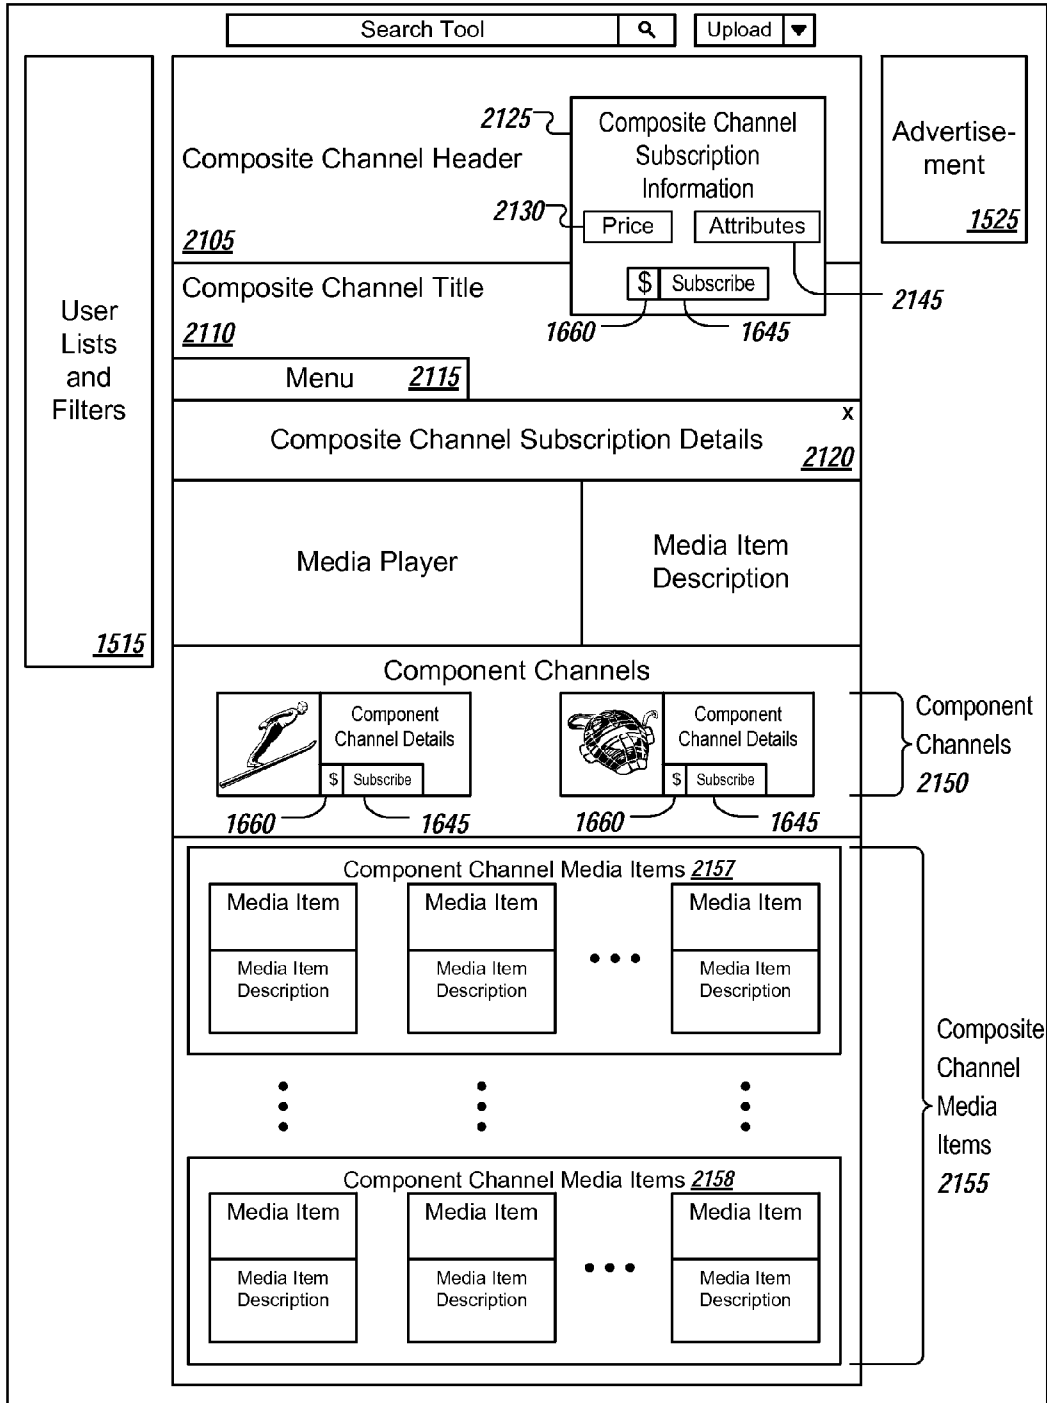 Search Tool
Upload
User
Lists
and
Filters
1515
Composite Channel Header
2105
2125
Composite Channel
Subscription
Information
2130
Price
Attributes
$ Subscribe
1660
1645
2145
Advertise-
ment
1525
Composite Channel Title
2110
Menu 2115
x
Composite Channel Subscription Details
2120
Media Player
Media Item
Description
Component Channels
Component
Channel Details
$ Subscribe
1660
1645
Component
Channel Details
$ Subscribe
1660
1645
Component
Channels
2150
Component Channel Media Items 2157
Media Item
Media Item
Description
Media Item
Media Item
Description
Media Item
Media Item
Description
Composite
Channel
Media
Items
2155
Component Channel Media Items 2158
Media Item
Media Item
Description
Media Item
Media Item
Description
Media Item
Media Item
Description